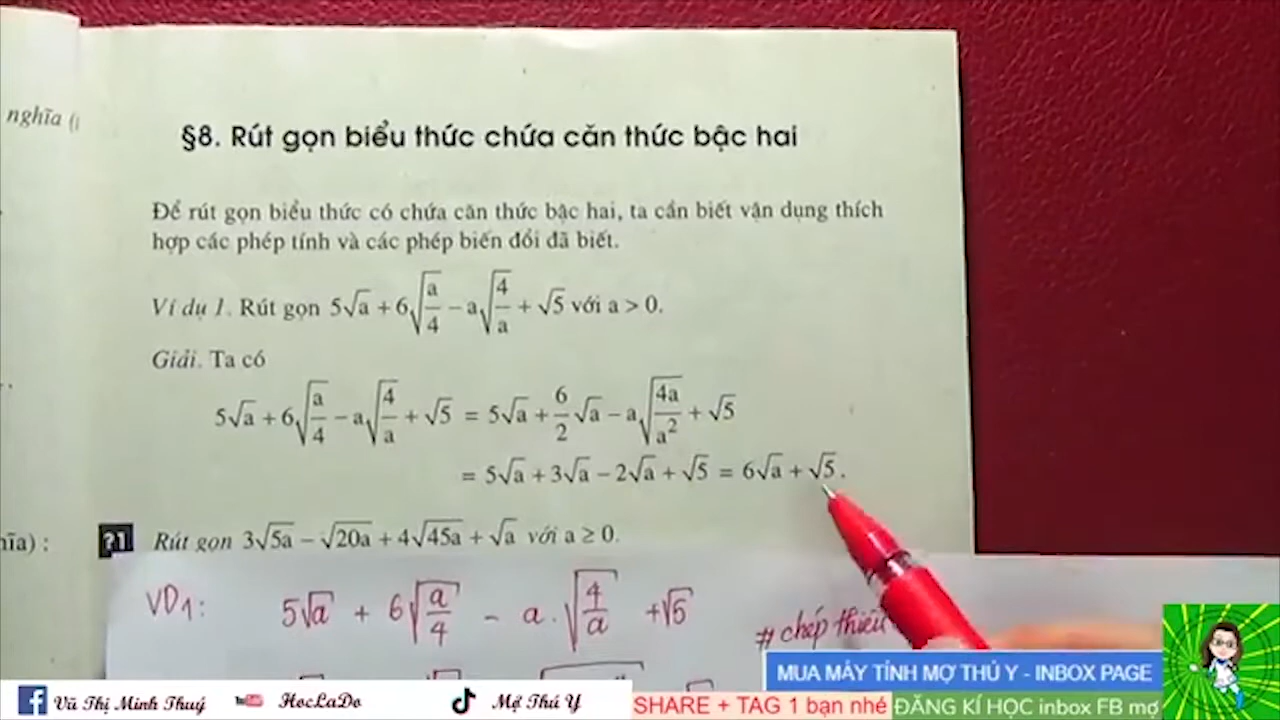 nghĩa (
§8. Rút gọn biểu thức chứa căn thức bậc hai
Để rút gọn biểu thức có chứa căn thức bậc hai, ta cần biết vận dụng thích
hợp các phép tính và các phép biến đổi đã biết.
Ví dụ 1. Rút gọn 5√a + 6√(a/4) − a√(4/a) + √5 với a > 0.
Giải. Ta có
5√a + 6√(a/4) − a√(4/a) + √5 = 5√a + 6/2√a − a√(4a/a²) + √5
= 5√a + 3√a − 2√a + √5 = 6√a + √5.
ĩa) :
?1 Rút gọn 3√5a − √20a + 4√45a + √a với a ≥ 0.
VD1: 5√a + 6√(a/4) − a.√(4/a) + √5
# chép thiếu
MUA MÁY TÍNH MỢ THỦ Y - INBOX PAGE
Vũ Thị Minh Thuý
HocLaDo
Mợ Thú Y
SHARE + TAG 1 bạn nhé
ĐĂNG KÍ HỌC inbox FB mợ